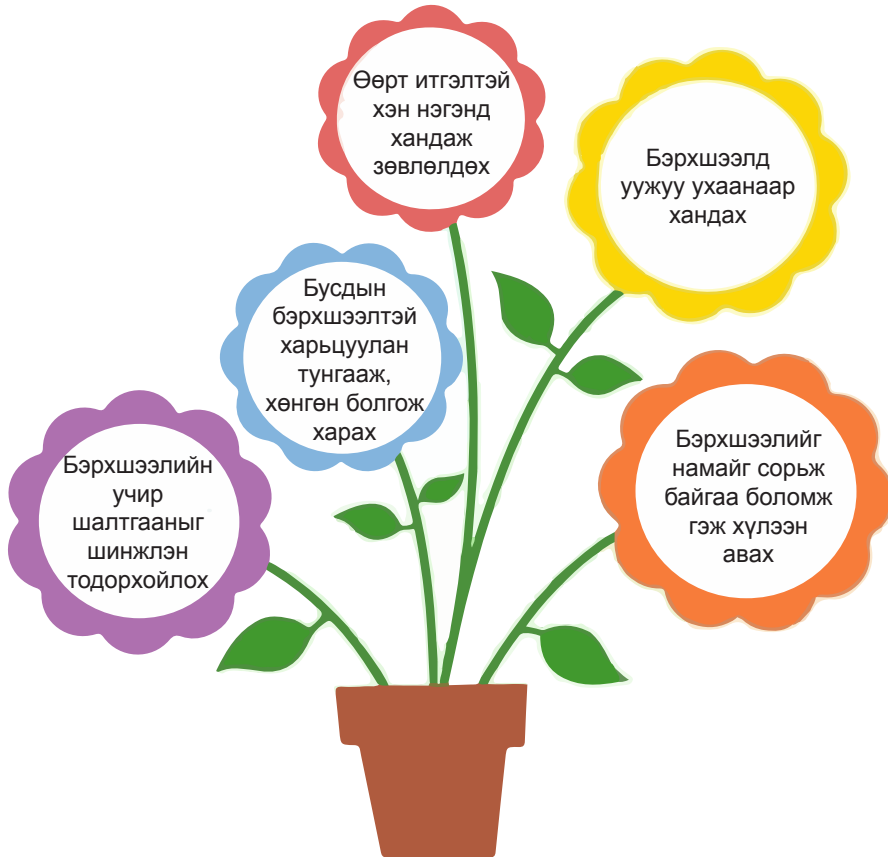 Өөрт итгэлтэй
хэн нэгэнд
хандаж
зөвлөлдөх
Бэрхшээлд
уужуу ухаанаар
хандах
Бусдын
бэрхшээлтэй
харьцуулан
тунгааж,
хөнгөн болгож
харах
Бэрхшээлийн
учир
шалтгааныг
шинжлэн
тодорхойлох
Бэрхшээлийг
намайг сорьж
байгаа боломж
гэж хүлээн
авах